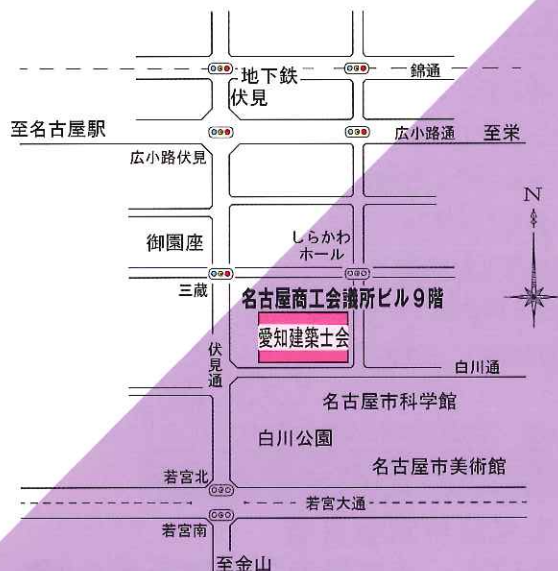 錦通
地下鉄
伏見
至名古屋駅
広小路通
至栄
広小路伏見
N
御園座
しらかわ
ホール
三蔵
名古屋商工会議所ビル9階
愛知建築士会
伏見通
白川通
名古屋市科学館
白川公園
名古屋市美術館
若宮北
若宮大通
若宮南
至金山